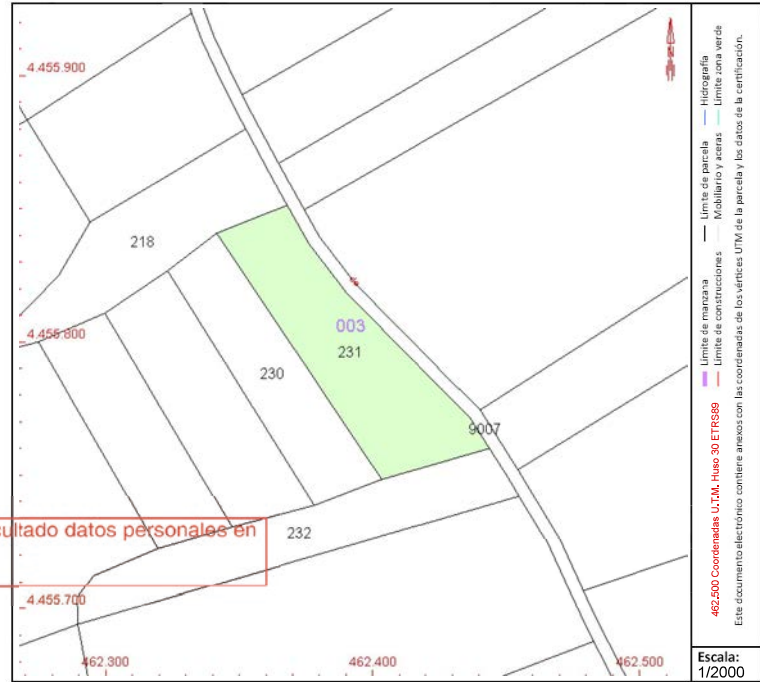 4.455.900
N
218
4.455.800
003
231
230
9007
cultado datos personales en
232
4.455.700
462.300
462.400
462.500
462.500 Coordenadas U.T.M. Huso 30 ETRS89
Límite de manzana
Límite de parcela
Hidrografía
Límite de construcciones
Mobiliario y aceras
Límite zona verde
Este documento electrónico contiene anexos con las coordenadas de los vértices UTM de la parcela y los datos de la certificación.
Escala:
1/2000